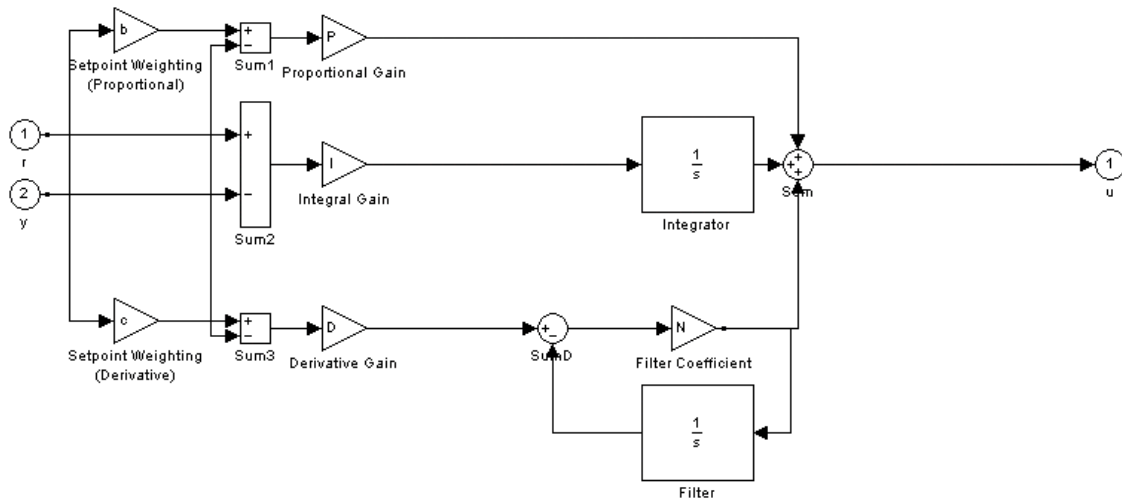 b
+
−
P
Setpoint Weighting
(Proportional)
Sum1
Proportional Gain
1
r
+
I
1
s
+
+
+
1
u
2
y
−
Integral Gain
Sum
Integrator
Sum2
c
+
−
D
+
−
N
Setpoint Weighting
(Derivative)
Sum3
Derivative Gain
SumD
Filter Coefficient
1
s
Filter